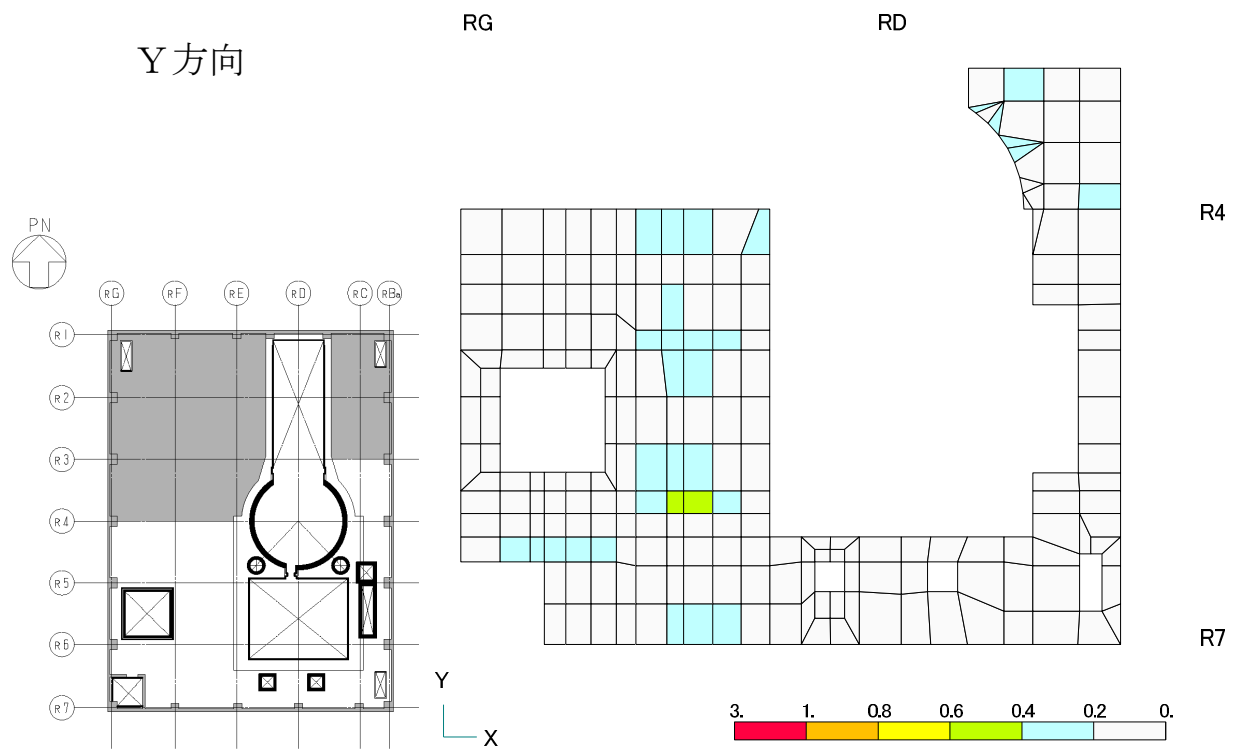 RG
RD
Y方向
R4
PN
RG RF RE RD RC RBa
R1
R2
R3
R4
R5
R6
R7
R7
Y
X
3. 1. 0.8 0.6 0.4 0.2 0.